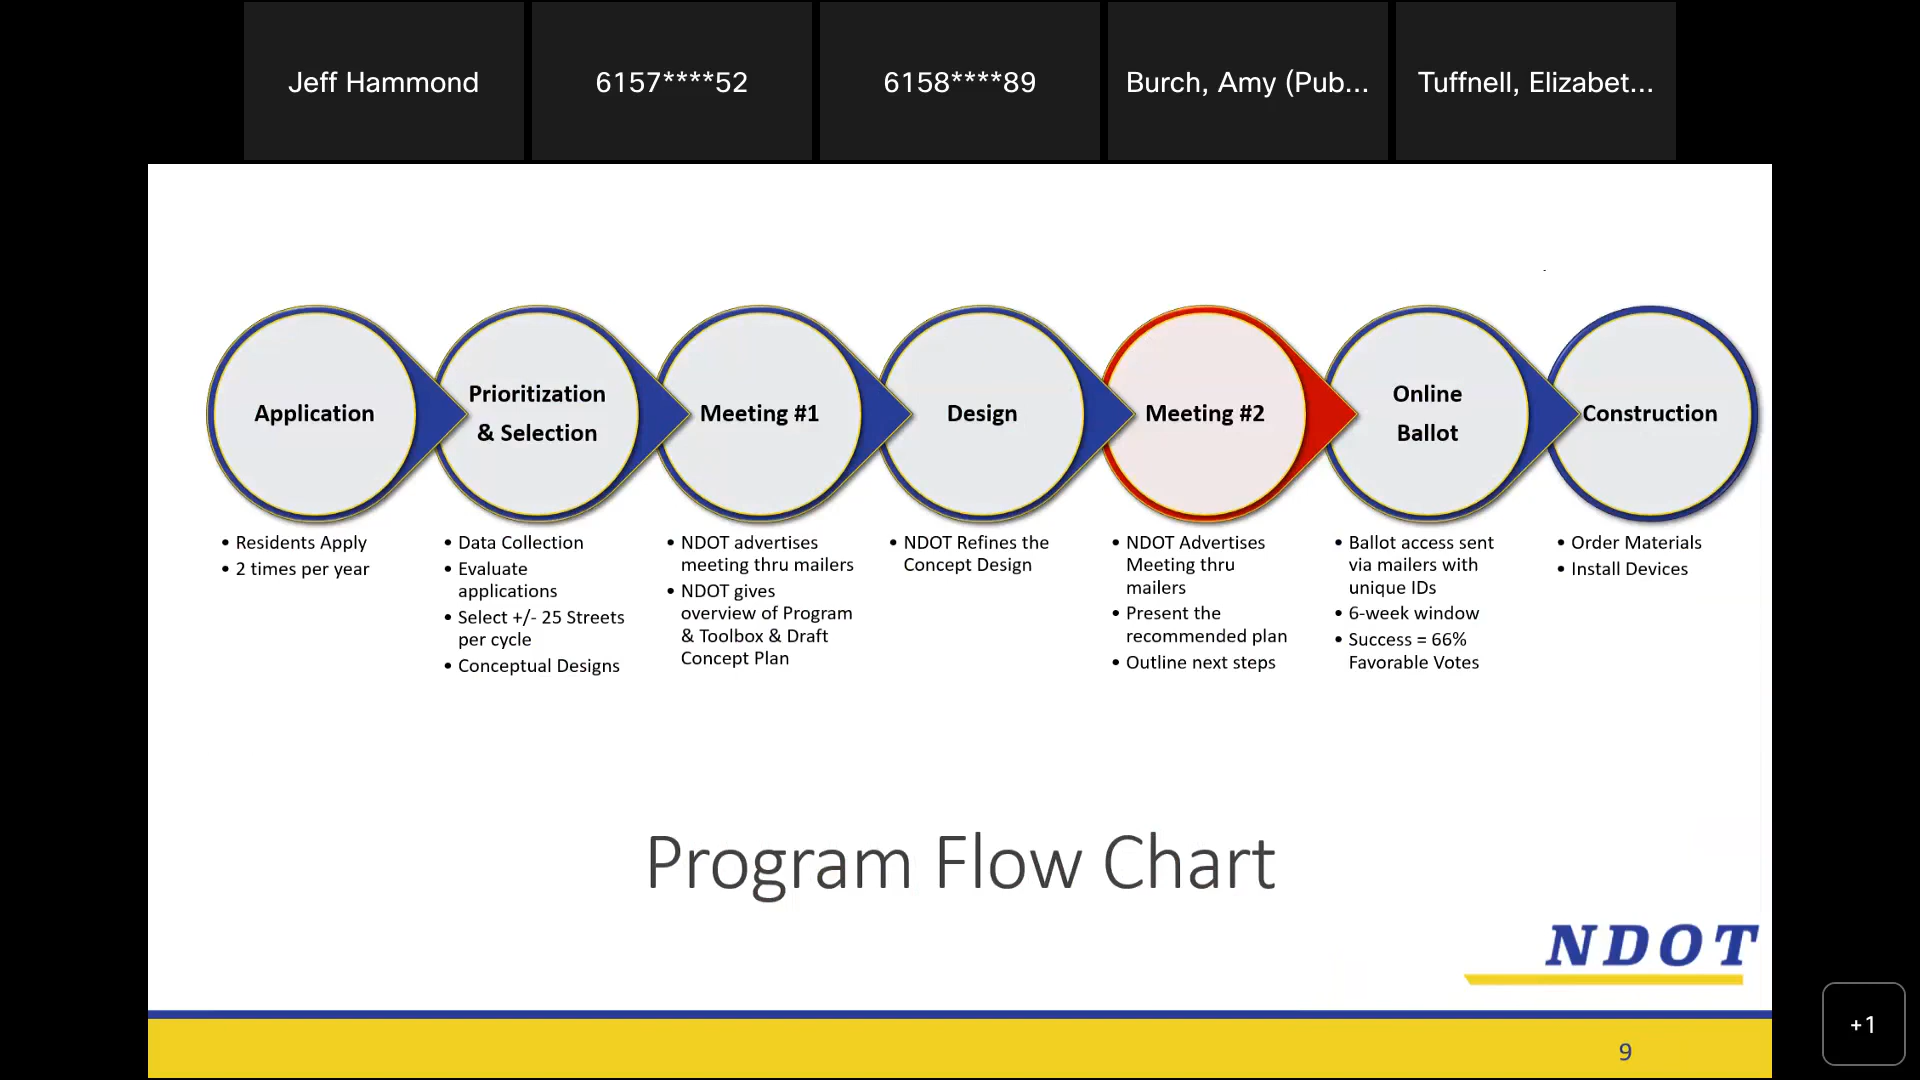 Jeff Hammond
6157****52
6158****89
Burch, Amy (Pub...
Tuffnell, Elizabet...
Application
Prioritization
& Selection
Meeting #1
Design
Meeting #2
Online
Ballot
Construction
• Residents Apply
• 2 times per year
• Data Collection
• Evaluate
applications
• Select +/- 25 Streets
per cycle
• Conceptual Designs
• NDOT advertises
meeting thru mailers
• NDOT gives
overview of Program
& Toolbox & Draft
Concept Plan
• NDOT Refines the
Concept Design
• NDOT Advertises
Meeting thru
mailers
• Present the
recommended plan
• Outline next steps
• Ballot access sent
via mailers with
unique IDs
• 6-week window
• Success = 66%
Favorable Votes
• Order Materials
• Install Devices
Program Flow Chart
NDOT
9
+1